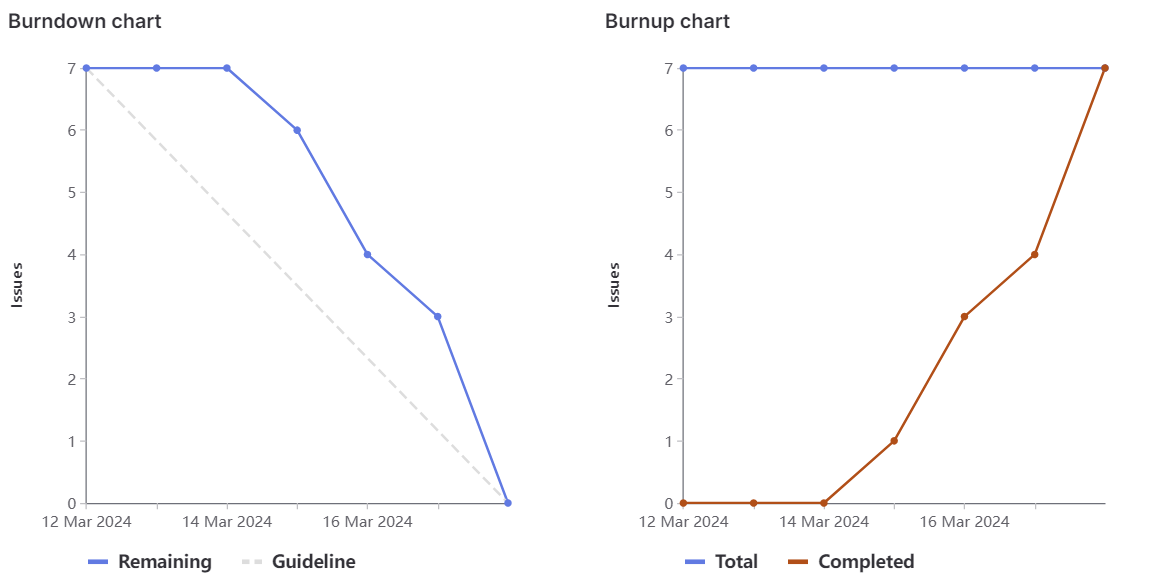 Burndown chart
7
6
5
4
3
2
1
0
Issues
12 Mar 2024 14 Mar 2024 16 Mar 2024
Remaining Guideline
Burnup chart
7
6
5
4
3
2
1
0
Issues
12 Mar 2024 14 Mar 2024 16 Mar 2024
Total Completed